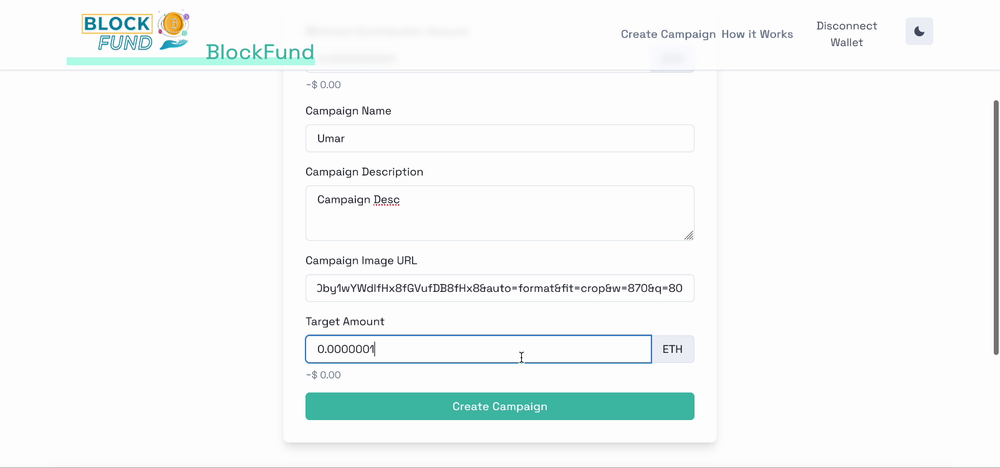 BLOCK
FUND
BlockFund
Create Campaign How it Works
Disconnect
Wallet
~$ 0.00
Campaign Name
Umar
Campaign Description
Campaign Desc
Campaign Image URL
by1wYWdlfHx8fGVufDB8fHx8&auto=format&fit=crop&w=870&q=80
Target Amount
0.0000001
ETH
~$ 0.00
Create Campaign